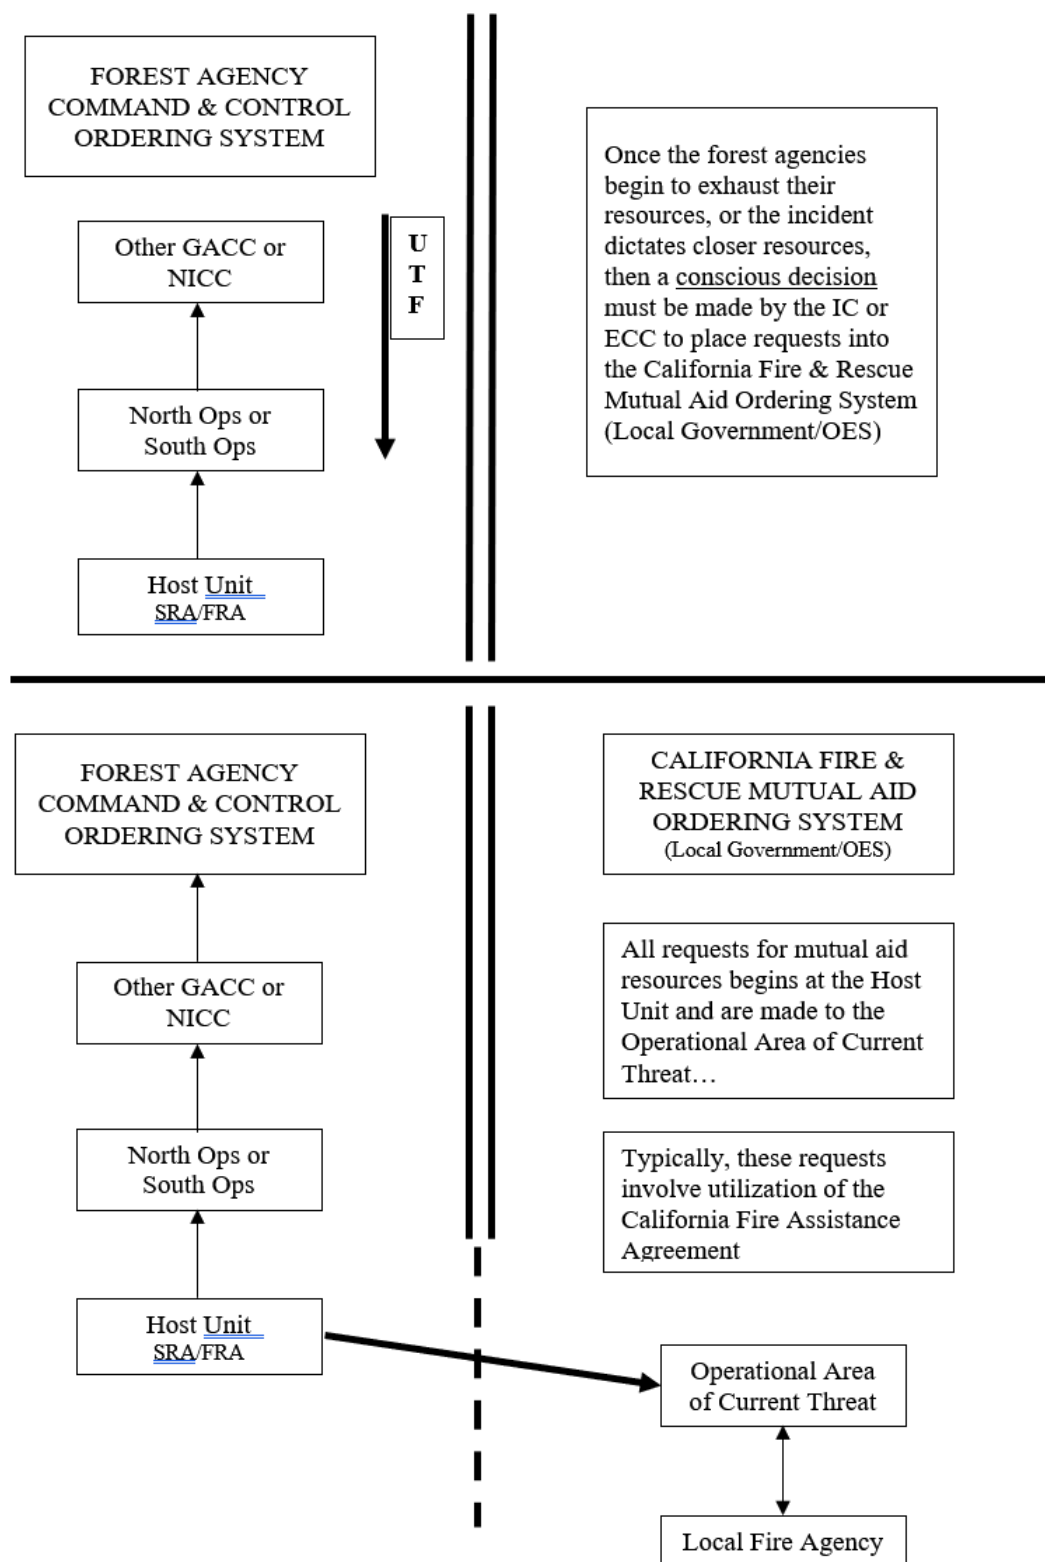 FOREST AGENCY
COMMAND & CONTROL
ORDERING SYSTEM
Other GACC or
NICC
U
T
F
North Ops or
South Ops
Host Unit
SRA/FRA
Once the forest agencies
begin to exhaust their
resources, or the incident
dictates closer resources,
then a conscious decision
must be made by the IC or
ECC to place requests into
the California Fire & Rescue
Mutual Aid Ordering System
(Local Government/OES)
FOREST AGENCY
COMMAND & CONTROL
ORDERING SYSTEM
Other GACC or
NICC
North Ops or
South Ops
Host Unit
SRA/FRA
CALIFORNIA FIRE &
RESCUE MUTUAL AID
ORDERING SYSTEM
(Local Government/OES)
All requests for mutual aid
resources begins at the Host
Unit and are made to the
Operational Area of Current
Threat…
Typically, these requests
involve utilization of the
California Fire Assistance
Agreement
Operational Area
of Current Threat
Local Fire Agency